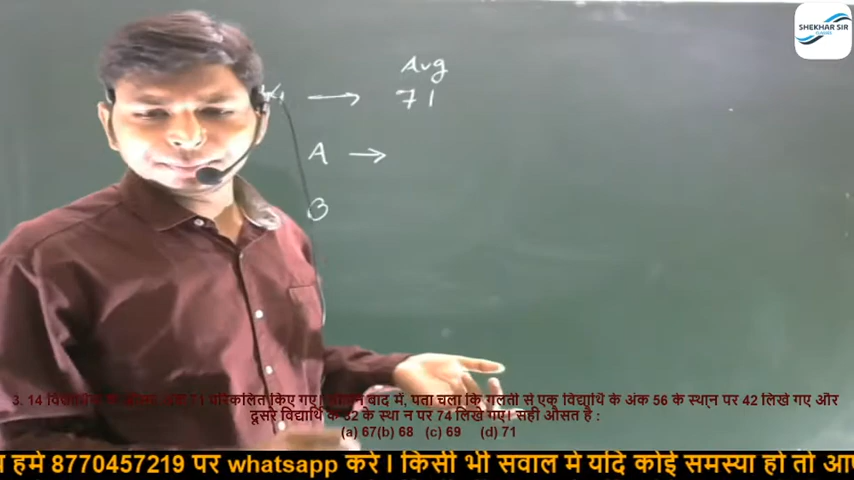 SHEKHAR SIR
CLASSES
Avg
→ 71
A →
B
3. 14 71 परिकलित किए गए। बाद में, पता चला कि गलती से एक विद्यार्थि के अंक 56 के स्थान पर 42 लिखे गए और
दूसरे विद्यार्थि के 32 के स्था न पर 74 लिखे गए। सही औसत है :
(a) 67(b) 68 (c) 69 (d) 71
हमे 8770457219 पर whatsapp करे I किसी भी सवाल मे यदि कोई समस्या हो तो